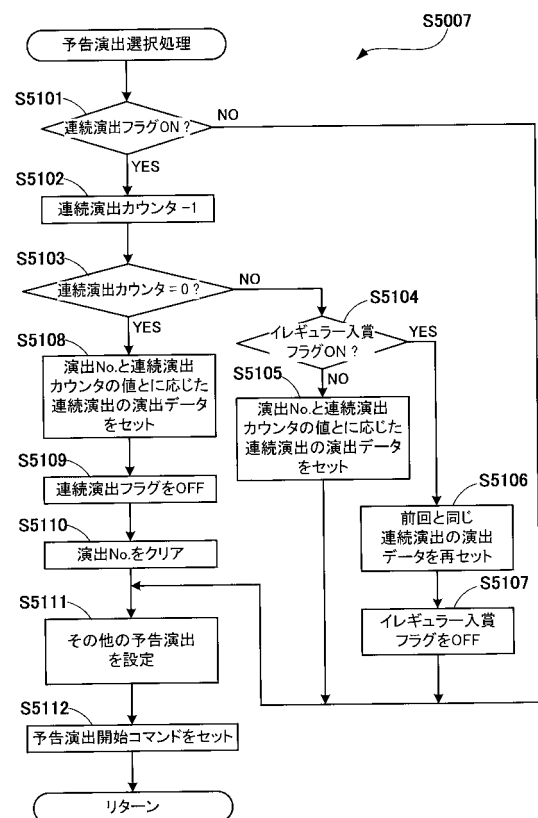 S5007
予告演出選択処理
S5101
連続演出フラグON？
NO
YES
S5102
連続演出カウンタ-1
S5103
連続演出カウンタ=0？
NO
YES
S5104
イレギュラー入賞
フラグON？
YES
NO
S5108
演出No.と連続演出
カウンタの値とに応じた
連続演出の演出データ
をセット
S5105
演出No.と連続演出
カウンタの値とに応じた
連続演出の演出データ
をセット
S5106
前回と同じ
連続演出の演出
データを再セット
S5109
連続演出フラグをOFF
S5107
イレギュラー入賞
フラグをOFF
S5110
演出No.をクリア
S5111
その他の予告演出
を設定
S5112
予告演出開始コマンドをセット
リターン